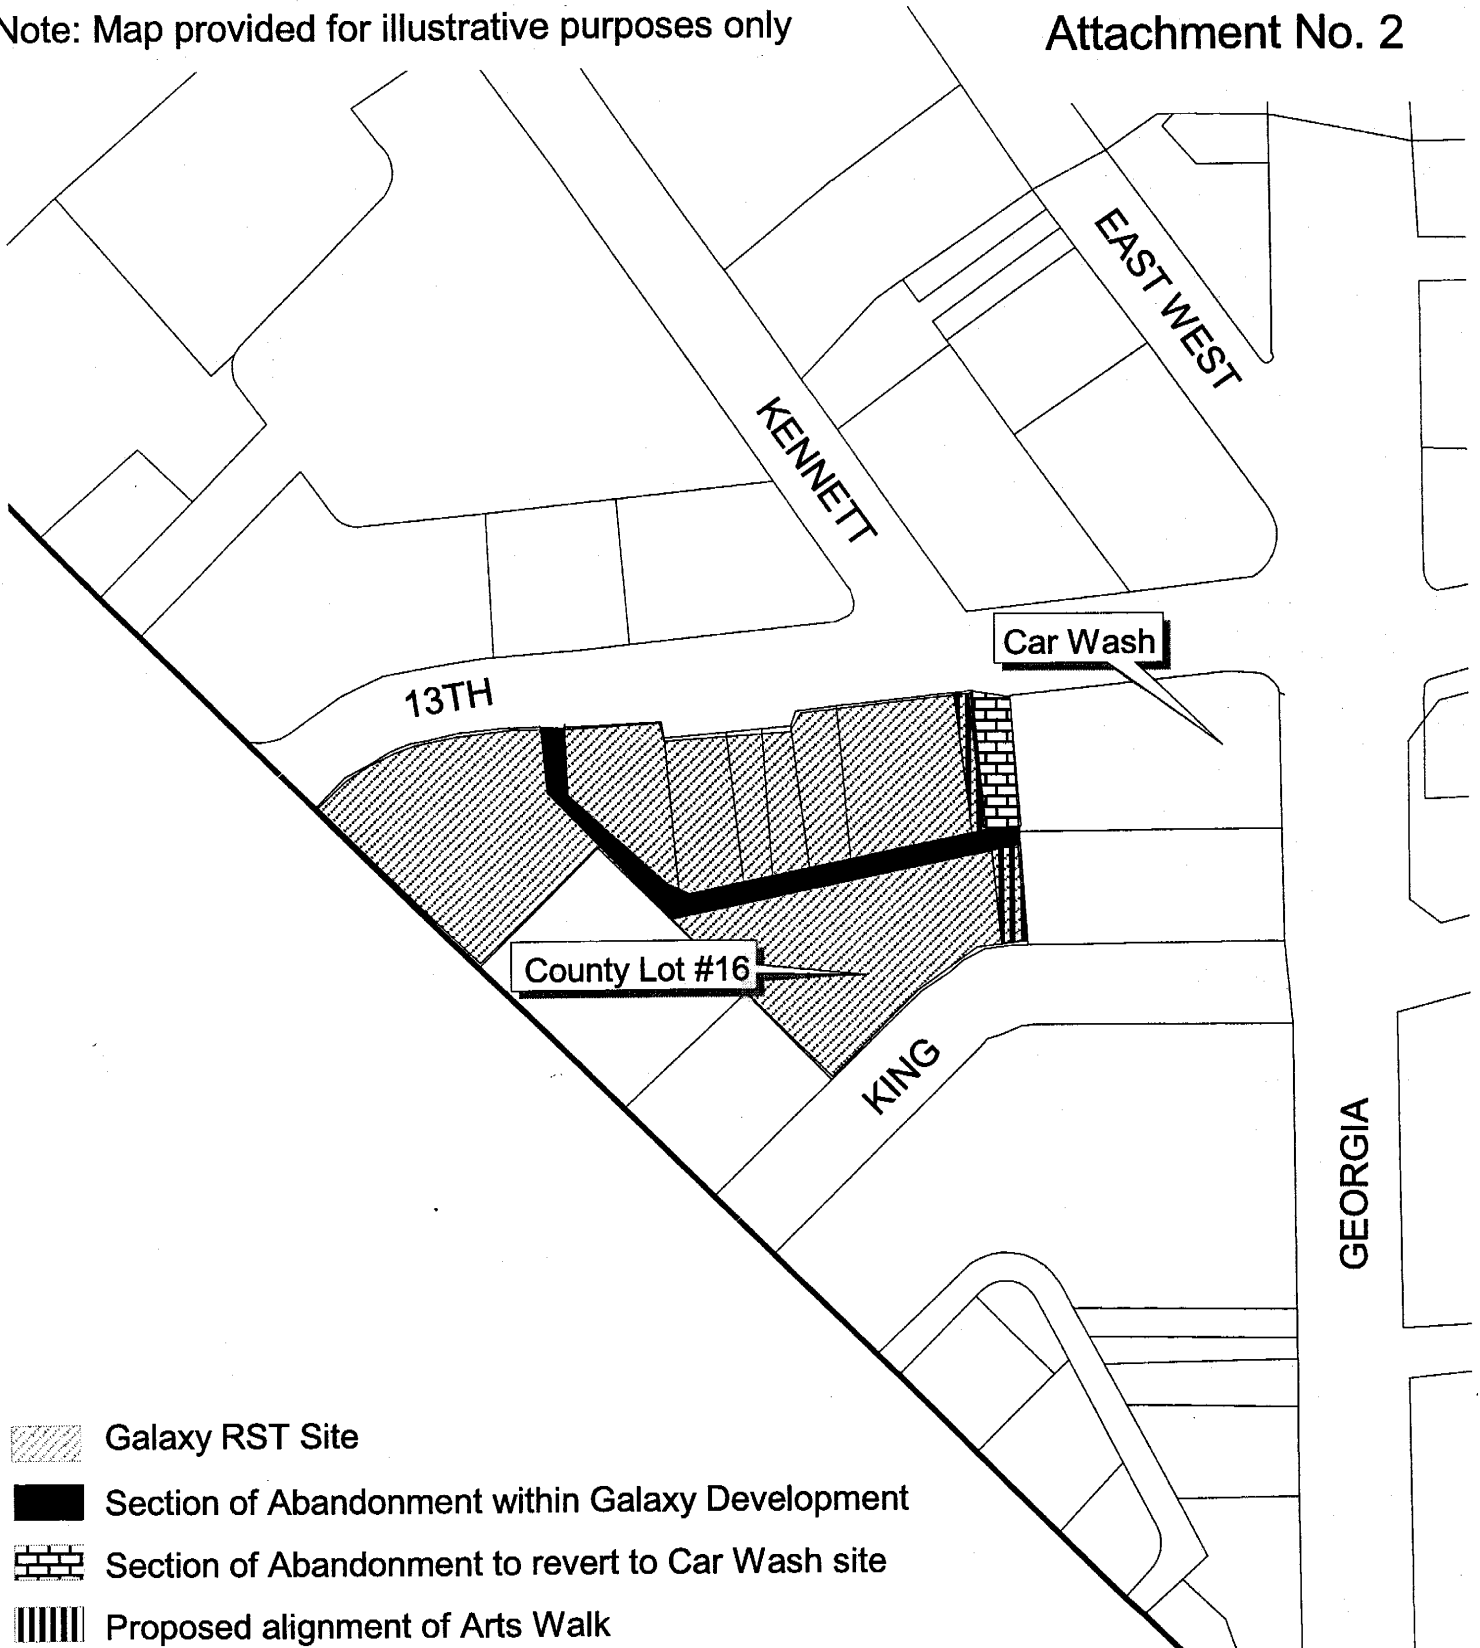 Note: Map provided for illustrative purposes only
Attachment No. 2
EAST WEST
KENNETT
Car Wash
13TH
County Lot #16
KING
GEORGIA
Galaxy RST Site
Section of Abandonment within Galaxy Development
Section of Abandonment to revert to Car Wash site
Proposed alignment of Arts Walk